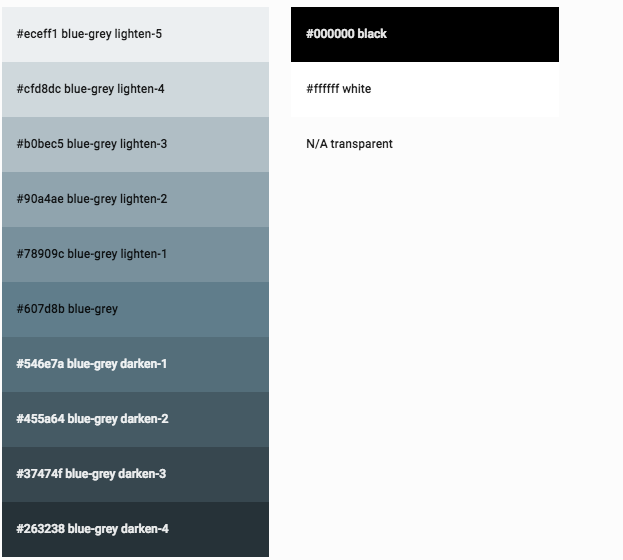 #eceff1 blue-grey lighten-5
#cfd8dc blue-grey lighten-4
#b0bec5 blue-grey lighten-3
#90a4ae blue-grey lighten-2
#78909c blue-grey lighten-1
#607d8b blue-grey
#546e7a blue-grey darken-1
#455a64 blue-grey darken-2
#37474f blue-grey darken-3
#263238 blue-grey darken-4
#000000 black
#ffffff white
N/A transparent